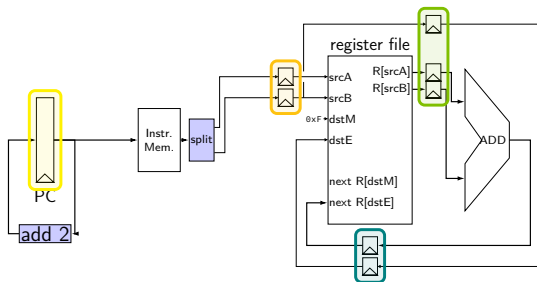 register file
srcA
srcB
0xF
dstM
dstE
next R[dstM]
next R[dstE]
R[srcA]
R[srcB]
Instr.
Mem.
split
ADD
PC
add 2